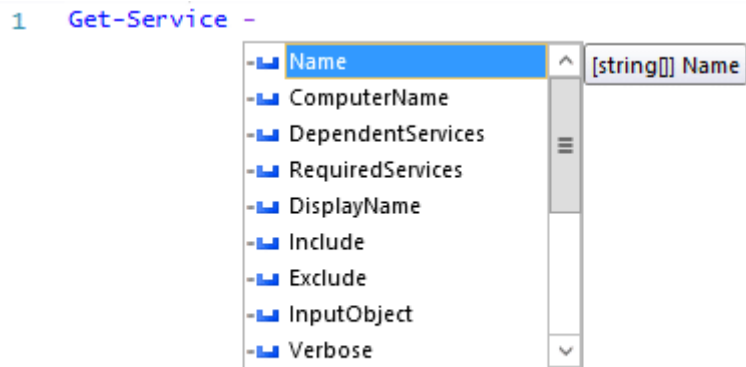 1 Get-Service -
Name
[string[]] Name
ComputerName
DependentServices
RequiredServices
DisplayName
Include
Exclude
InputObject
Verbose